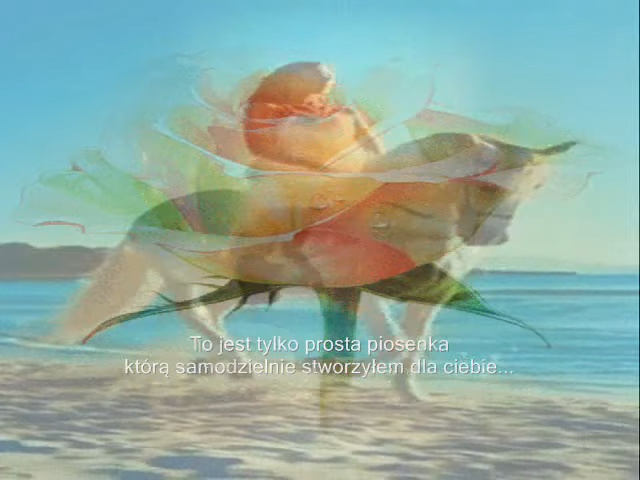 To jest tylko prosta piosenka
którą samodzielnie stworzyłem dla ciebie...